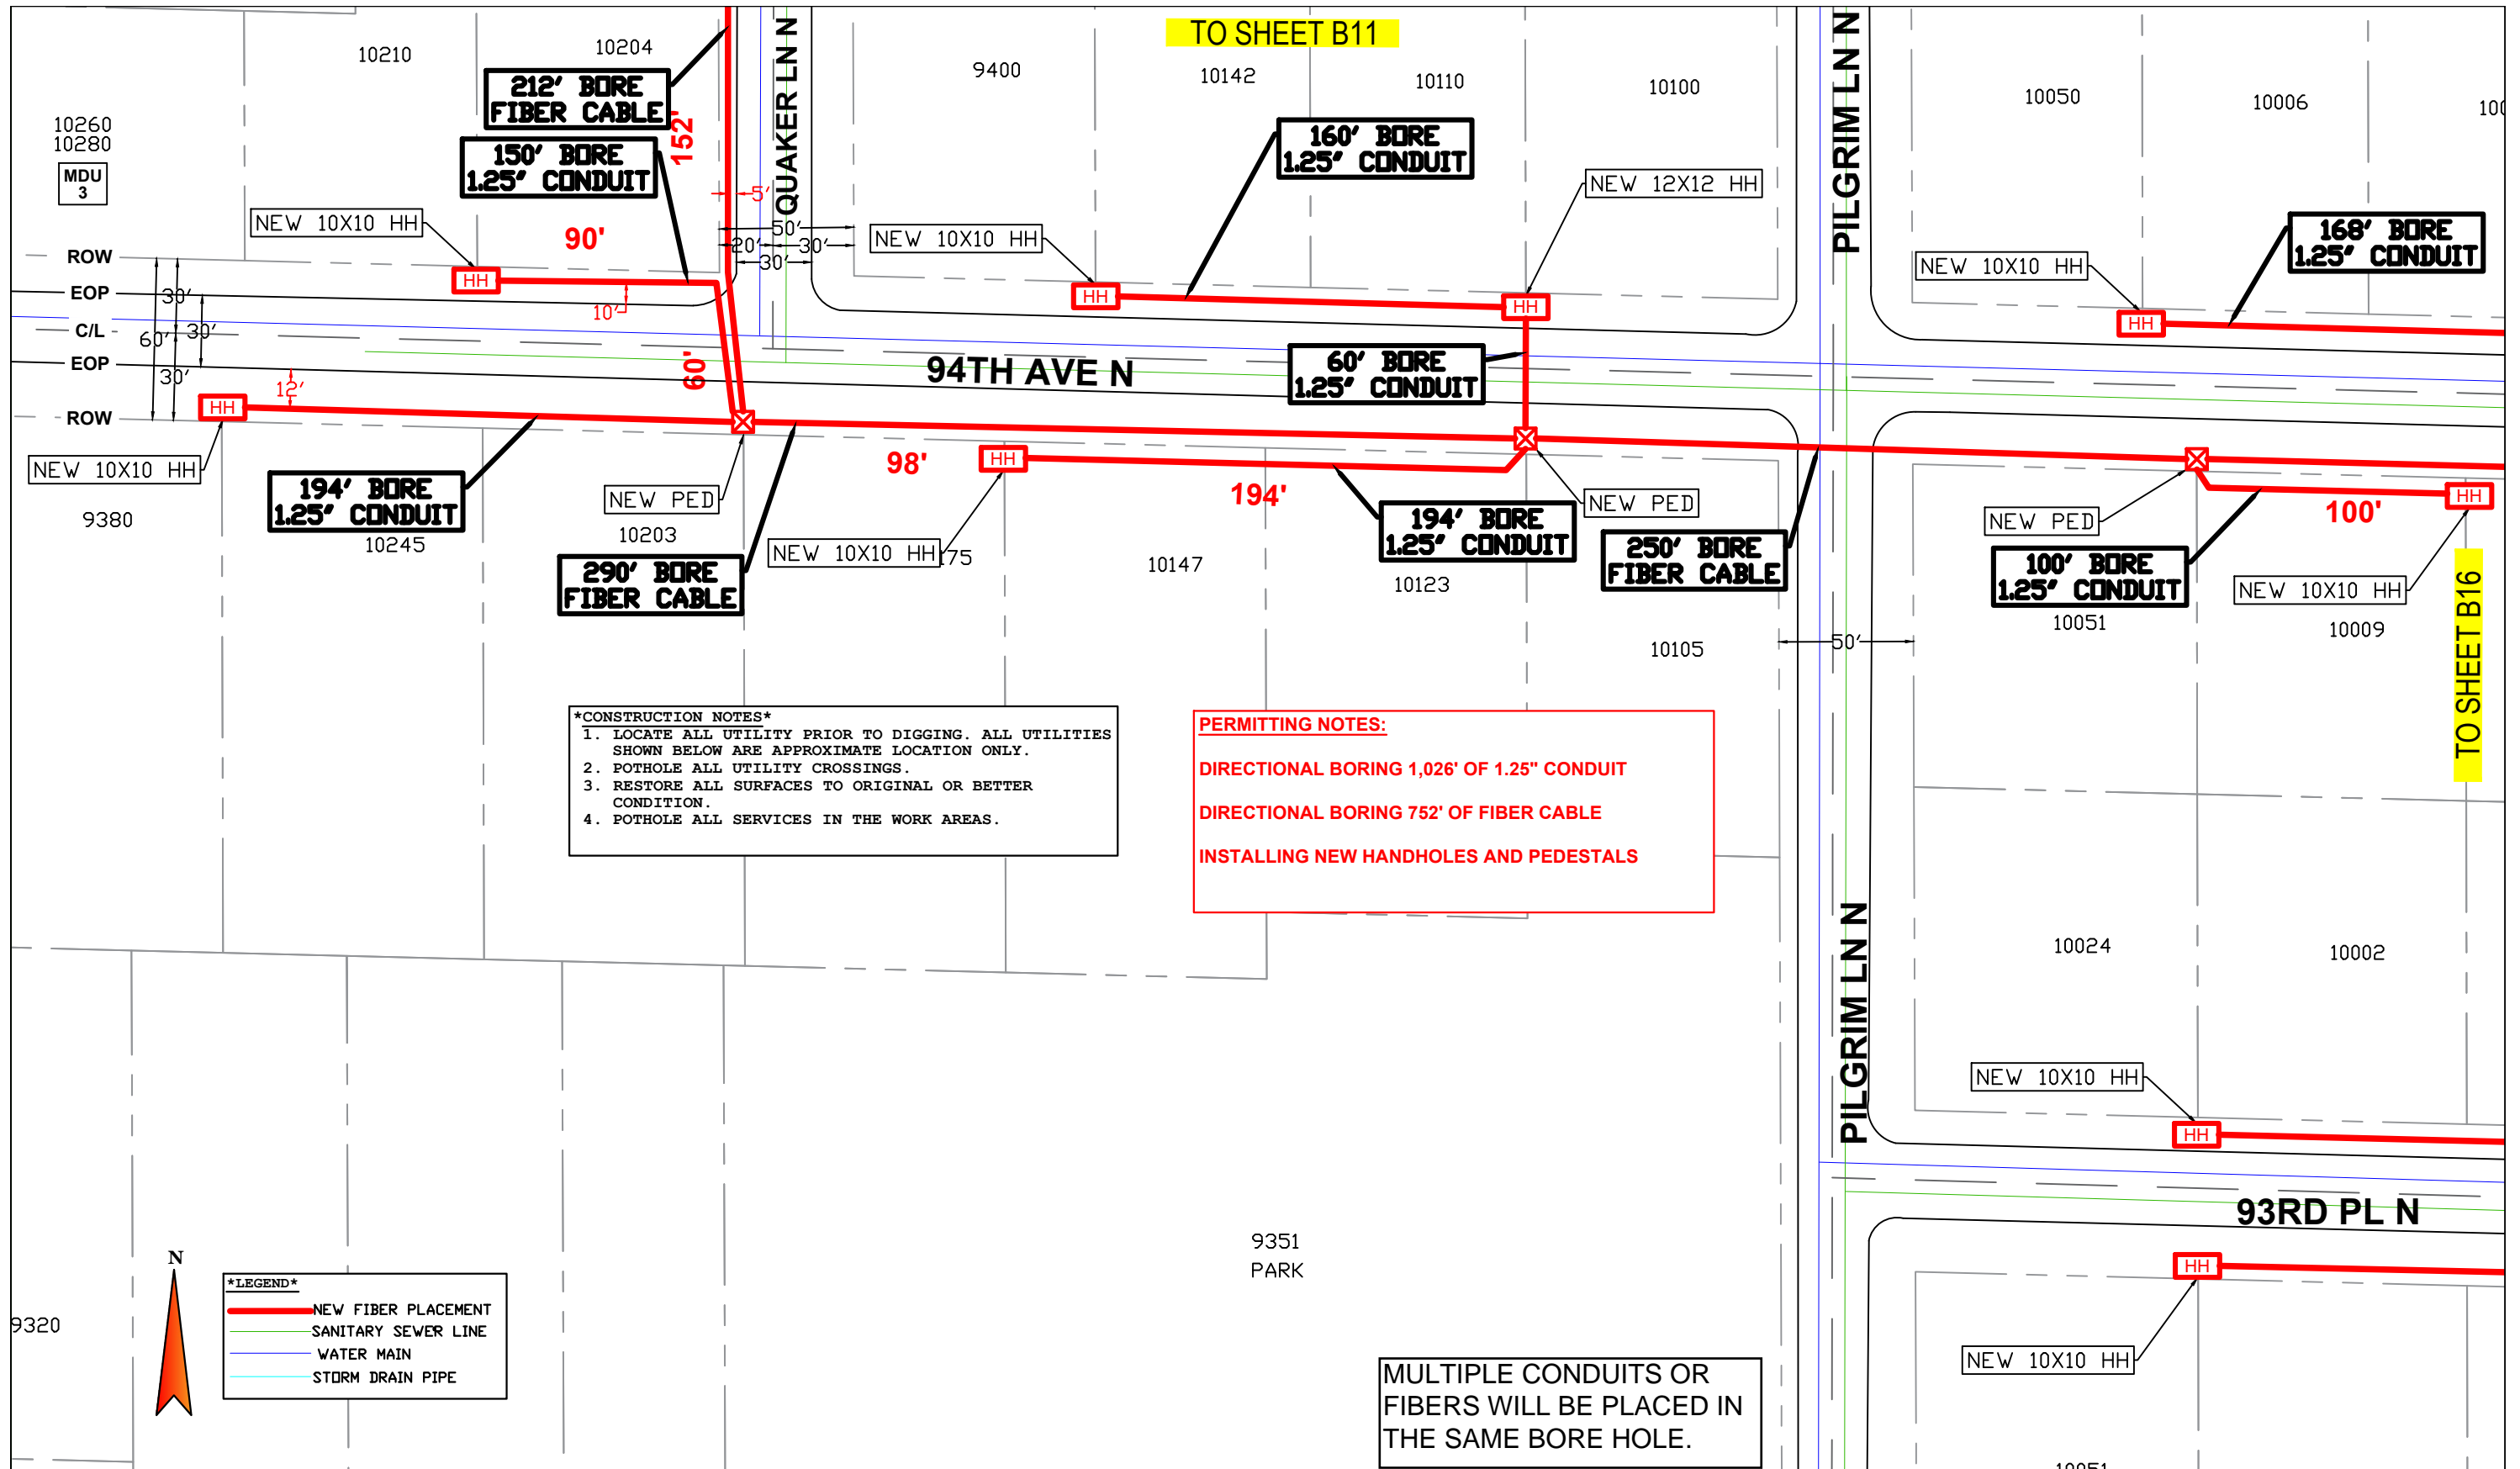 TO SHEET B11
10210
10204
212' BORE
FIBER CABLE
152'
QUAKER LN N
9400
10142
10110
10100
PILGRIM LN N
10050
10006
10260
10280
MDU
3
150' BORE
1.25" CONDUIT
160' BORE
1.25" CONDUIT
NEW 12X12 HH
5'
NEW 10X10 HH
90'
50'
20'
30'
30'
NEW 10X10 HH
NEW 10X10 HH
168' BORE
1.25" CONDUIT
ROW
EOP
C/L
EOP
ROW
30'
60'
30'
30'
HH
10'
HH
HH
HH
60'
94TH AVE N
60' BORE
1.25" CONDUIT
12'
HH
NEW 10X10 HH
194' BORE
1.25" CONDUIT
9380
10245
NEW PED
10203
98'
HH
NEW 10X10 HH
175
290' BORE
FIBER CABLE
194'
10147
194' BORE
1.25" CONDUIT
10123
NEW PED
250' BORE
FIBER CABLE
10105
50'
NEW PED
100'
HH
100' BORE
1.25" CONDUIT
10051
NEW 10X10 HH
10009
TO SHEET B16
*CONSTRUCTION NOTES*
1. LOCATE ALL UTILITY PRIOR TO DIGGING. ALL UTILITIES
SHOWN BELOW ARE APPROXIMATE LOCATION ONLY.
2. POTHOLE ALL UTILITY CROSSINGS.
3. RESTORE ALL SURFACES TO ORIGINAL OR BETTER
CONDITION.
4. POTHOLE ALL SERVICES IN THE WORK AREAS.
PERMITTING NOTES:
DIRECTIONAL BORING 1,026' OF 1.25" CONDUIT
DIRECTIONAL BORING 752' OF FIBER CABLE
INSTALLING NEW HANDHOLES AND PEDESTALS
PILGRIM LN N
10024
10002
NEW 10X10 HH
HH
93RD PL N
HH
NEW 10X10 HH
9351
PARK
9320
N
*LEGEND*
NEW FIBER PLACEMENT
SANITARY SEWER LINE
WATER MAIN
STORM DRAIN PIPE
MULTIPLE CONDUITS OR
FIBERS WILL BE PLACED IN
THE SAME BORE HOLE.